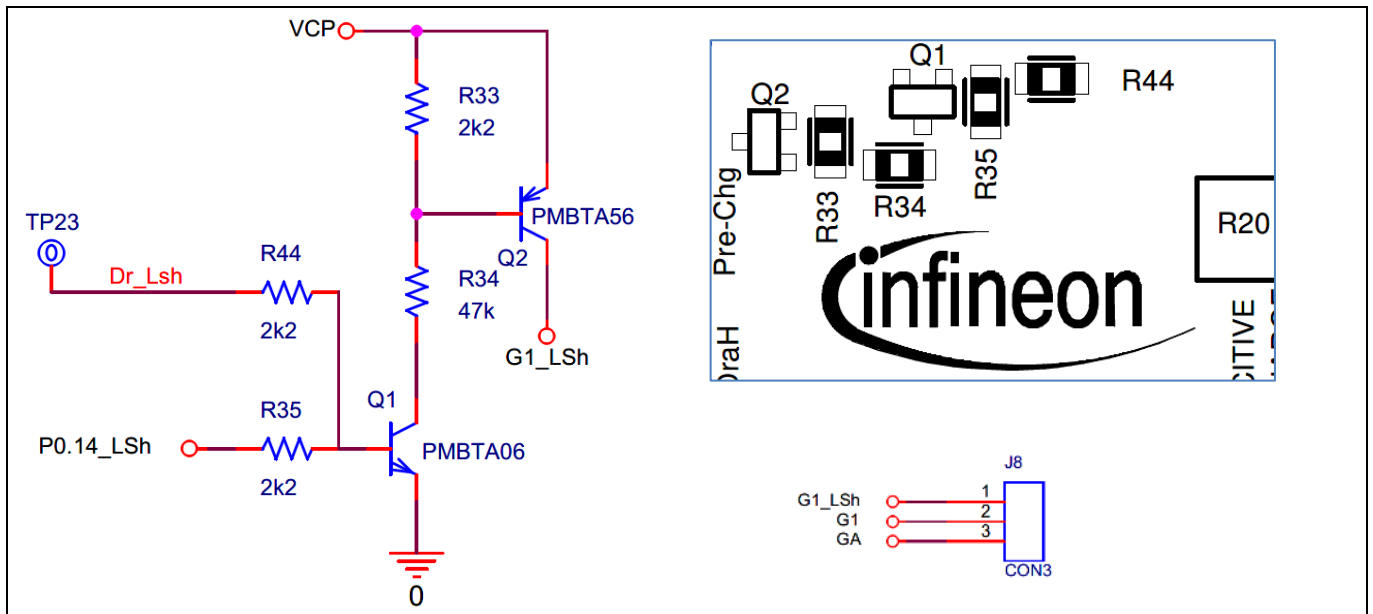 VCP
R33
2k2
TP23
0
Dr_Lsh
R44
2k2
R34
47k
PMBTA56
Q2
G1_LSh
R35
P0.14_LSh
2k2
Q1
PMBTA06
0
Q1
Q2
R44
R35
R33
R34
Pre-Chg
R20
infineon
DraH
CITIVE
J8
G1_LSh
1
G1
2
GA
3
CON3